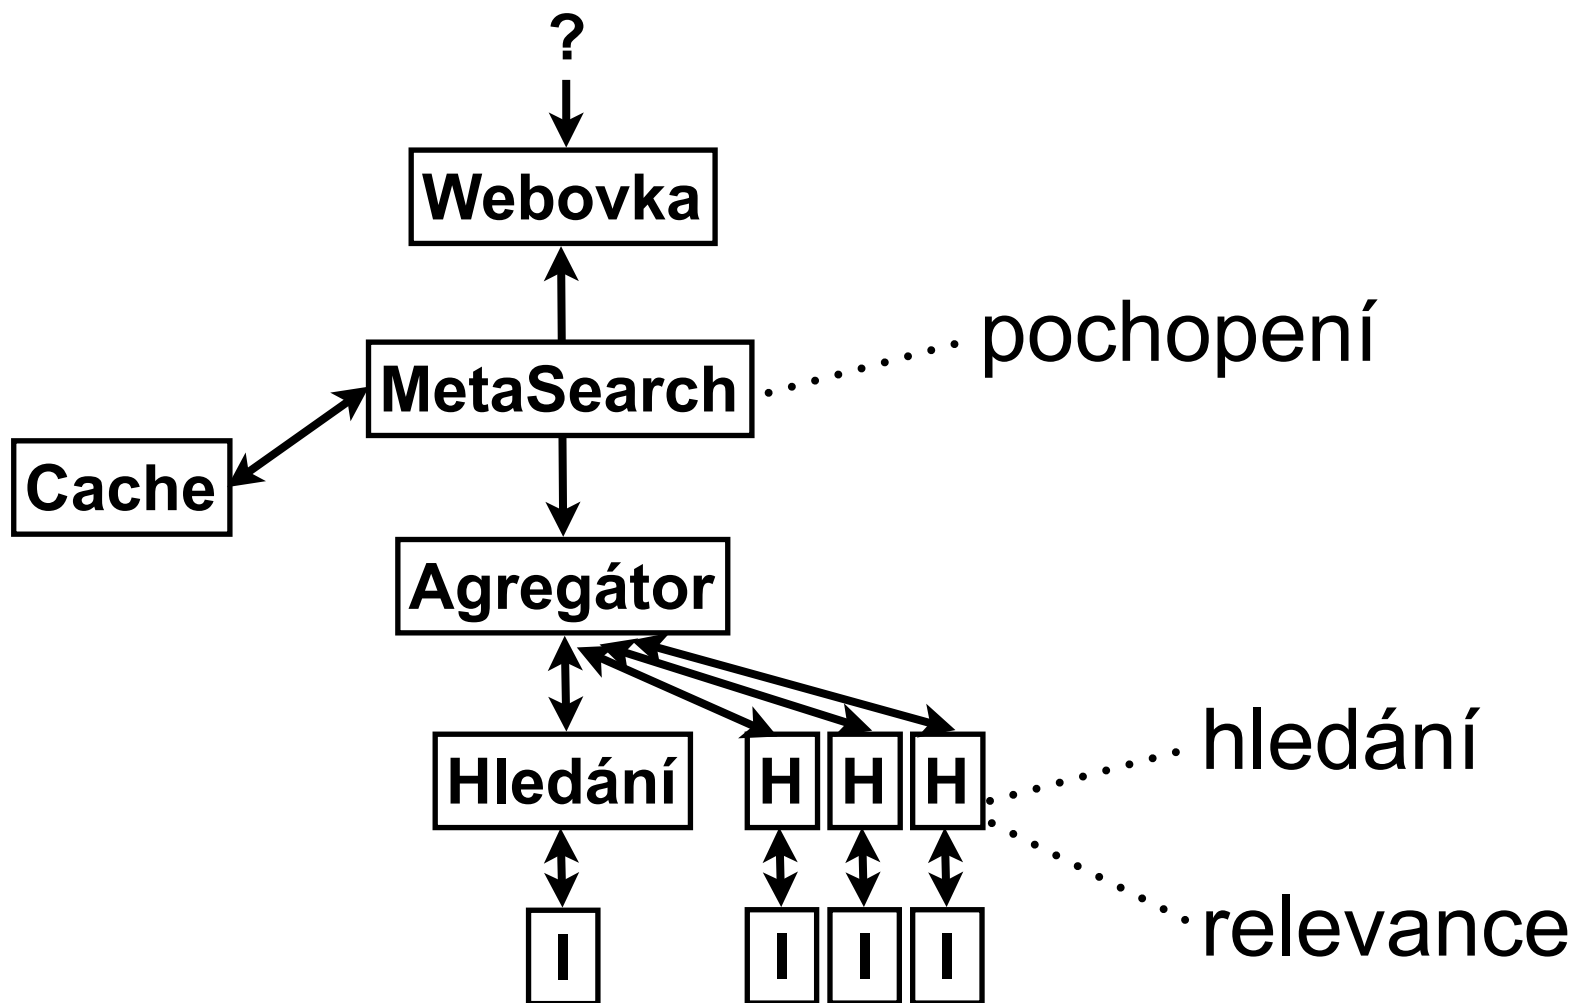 ?
Webovka
MetaSearch
pochopení
Cache
Agregátor
Hledání
H
H
H
hledání
relevance
I
I
I
I